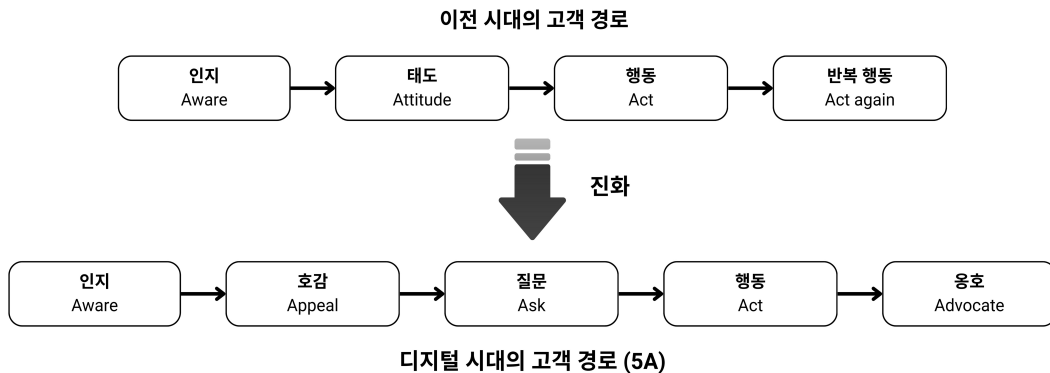 이전 시대의 고객 경로
인지
Aware
태도
Attitude
행동
Act
반복 행동
Act again
진화
인지
Aware
호감
Appeal
질문
Ask
행동
Act
옹호
Advocate
디지털 시대의 고객 경로 (5A)